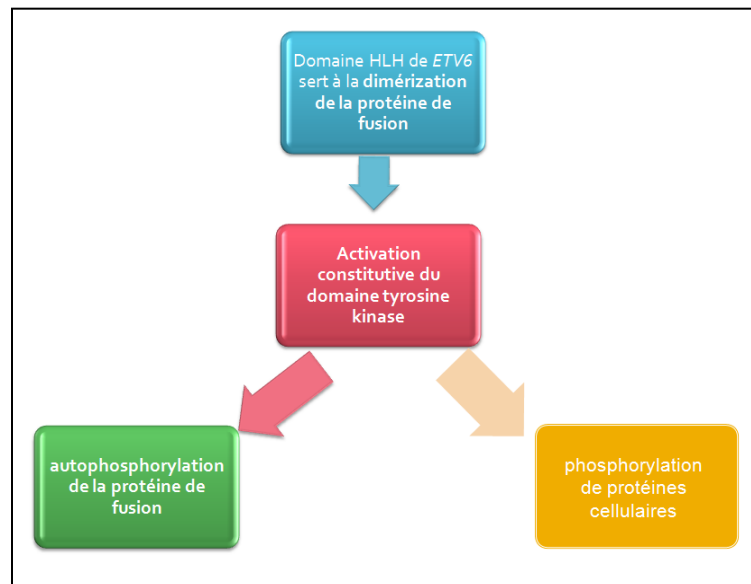 Domaine HLH de ETV6
sert à la dimérization
de la protéine de
fusion
Activation
constitutive du
domaine tyrosine
kinase
autophosphorylation
de la protéine de
fusion
phosphorylation
de protéines
cellulaires